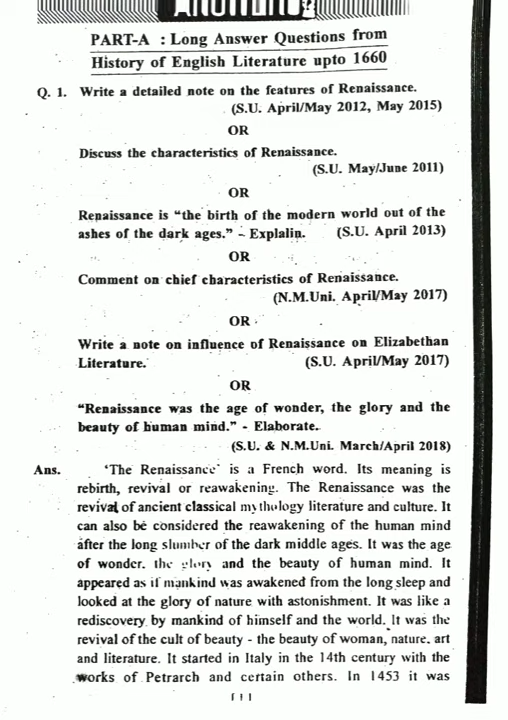 PART-A : Long Answer Questions from
History of English Literature upto 1660
Q. 1. Write a detailed note on the features of Renaissance.
(S.U. April/May 2012, May 2015)
OR
Discuss the characteristics of Renaissance.
(S.U. May/June 2011)
OR
Renaissance is “the birth of the modern world out of the
ashes of the dark ages.” - Explalin. (S.U. April 2013)
OR
Comment on chief characteristics of Renaissance.
(N.M.Uni. April/May 2017)
OR
Write a note on influence of Renaissance on Elizabethan
Literature. (S.U. April/May 2017)
OR
“Renaissance was the age of wonder, the glory and the
beauty of human mind.” - Elaborate.
(S.U. & N.M.Uni. March/April 2018)
Ans. ‘The Renaissance’ is a French word. Its meaning is
rebirth, revival or reawakening. The Renaissance was the
revival of ancient classical mythology literature and culture. It
can also be considered the reawakening of the human mind
after the long slumber of the dark middle ages. It was the age
of wonder, the glory and the beauty of human mind. It
appeared as if mankind was awakened from the long sleep and
looked at the glory of nature with astonishment. It was like a
rediscovery by mankind of himself and the world. It was the
revival of the cult of beauty - the beauty of woman, nature, art
and literature. It started in Italy in the 14th century with the
works of Petrarch and certain others. In 1453 it was
[ 1 ]